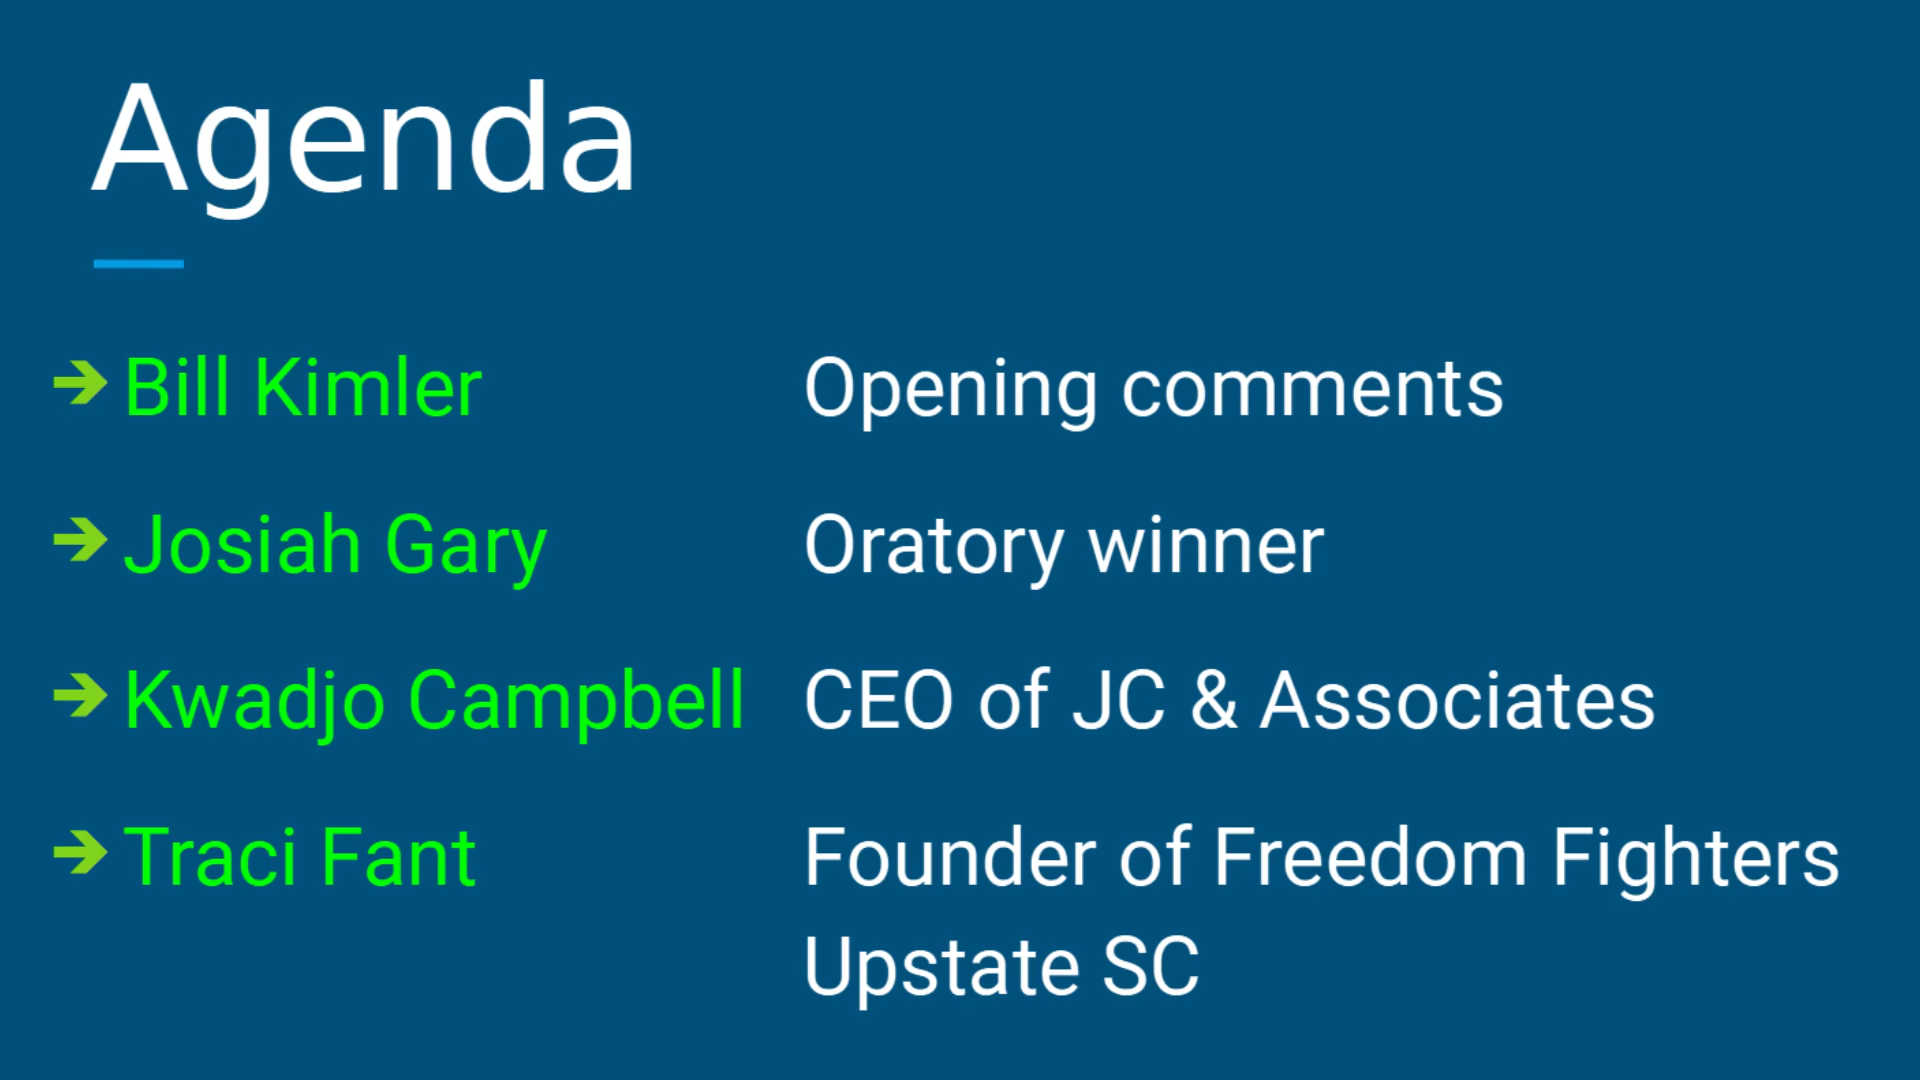 Agenda
Bill Kimler Opening comments
Josiah Gary Oratory winner
Kwadjo Campbell CEO of JC & Associates
Traci Fant Founder of Freedom Fighters
Upstate SC